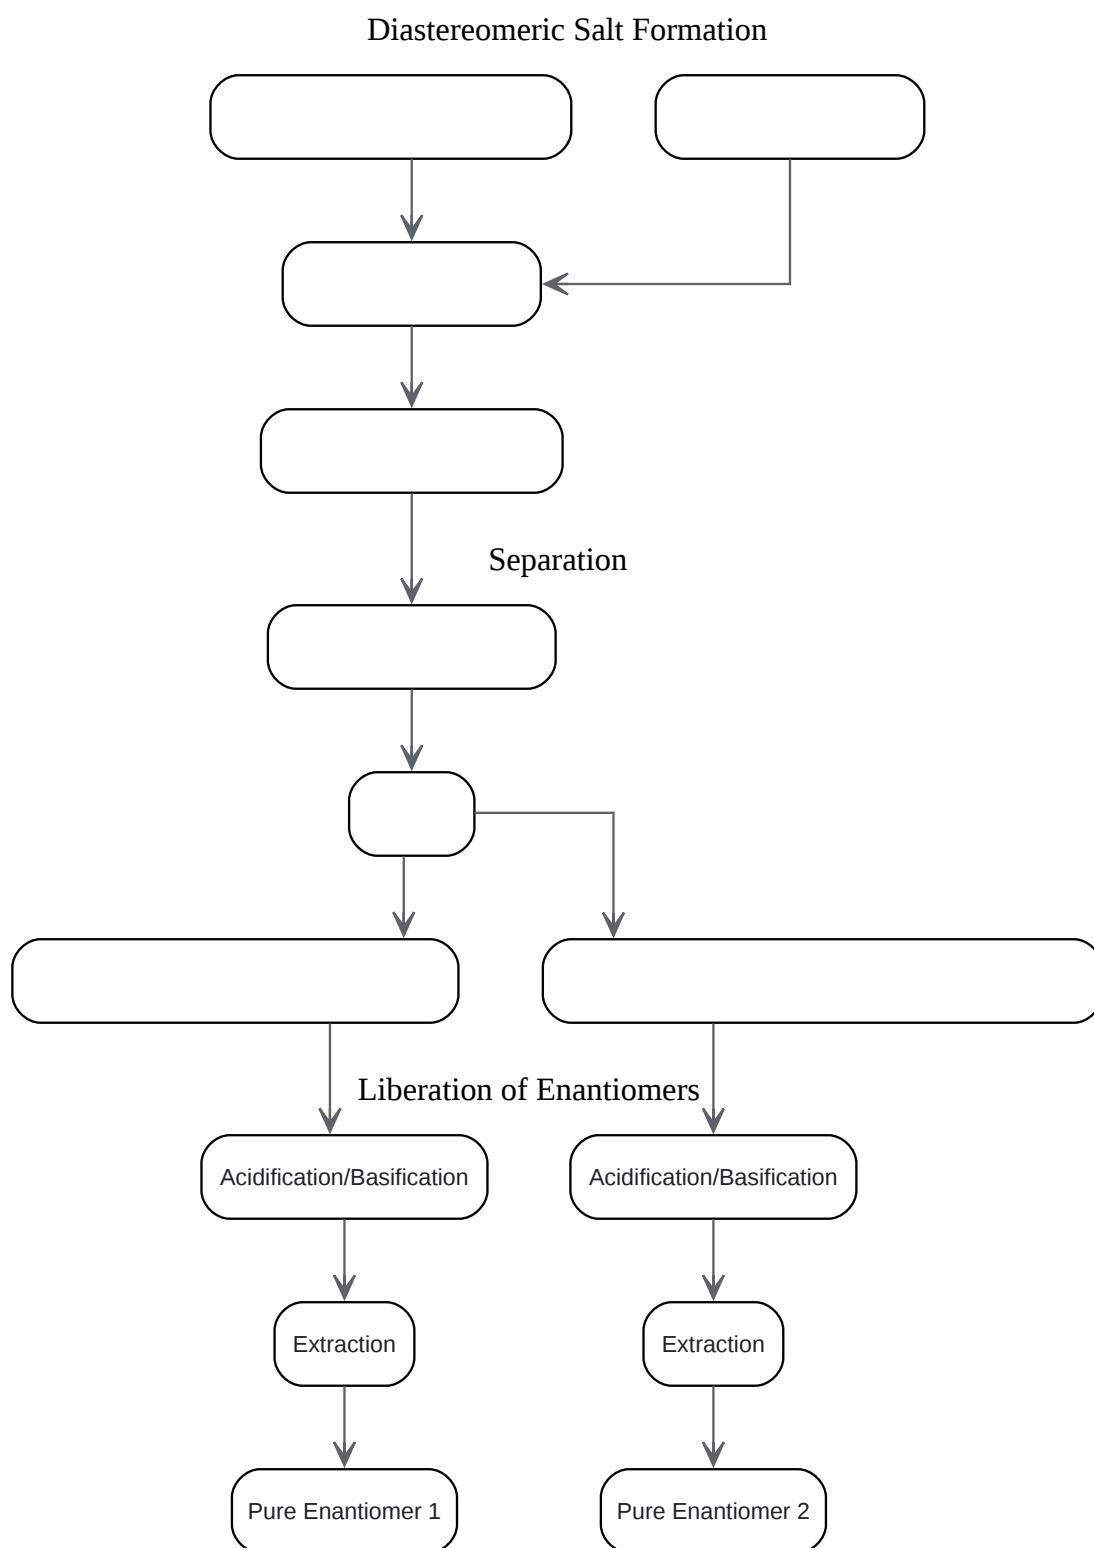 Diastereomeric Salt Formation
Separation
Liberation of Enantiomers
Acidification/Basification
Acidification/Basification
Extraction
Extraction
Pure Enantiomer 1
Pure Enantiomer 2